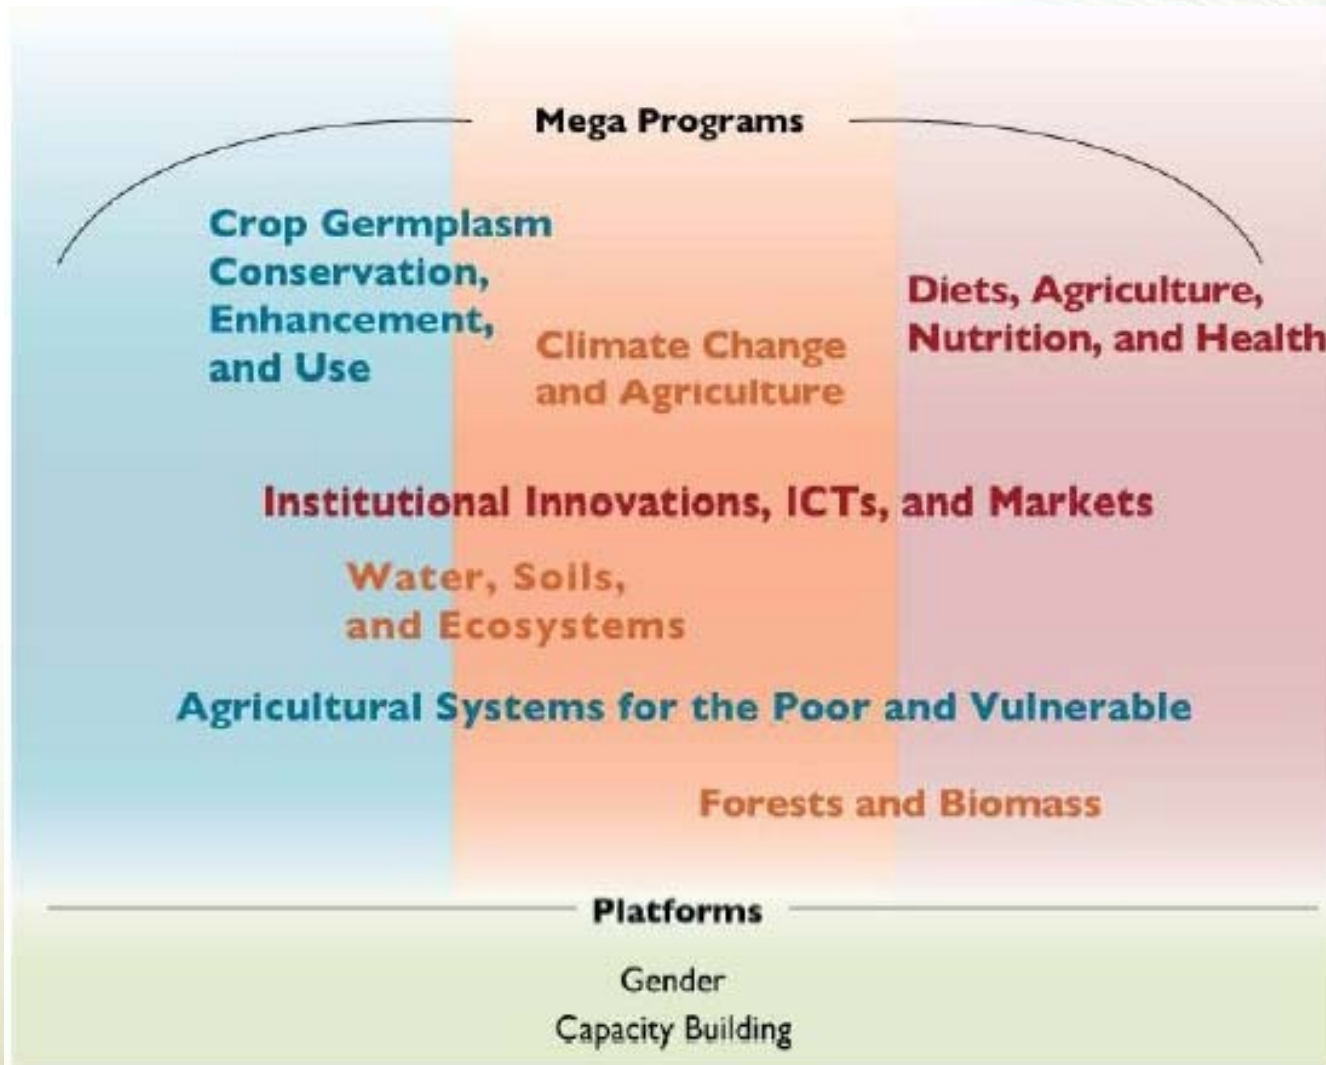 Mega Programs
Crop Germplasm
Conservation,
Enhancement,
and Use
Climate Change
and Agriculture
Diets, Agriculture,
Nutrition, and Health
Institutional Innovations, ICTs, and Markets
Water, Soils,
and Ecosystems
Agricultural Systems for the Poor and Vulnerable
Forests and Biomass
Platforms
Gender
Capacity Building